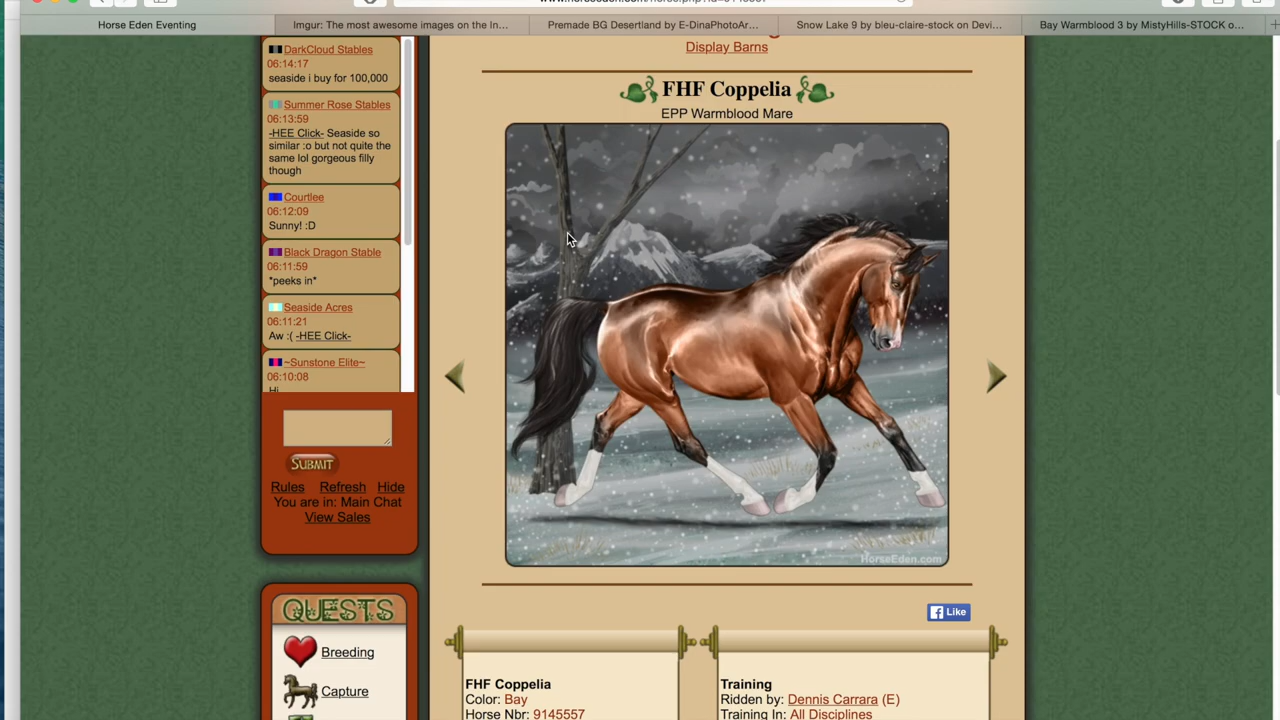 Horse Eden Eventing
Imgur: The most awesome images on the In...
Premade BG Desertland by E-DinaPhotoAr...
Snow Lake 9 by bleu-claire-stock on Devi...
Bay Warmblood 3 by MistyHills-STOCK o...
DarkCloud Stables
06:14:17
seaside i buy for 100,000
Summer Rose Stables
06:13:59
-HEE Click- Seaside so
similar :o but not quite the
same lol gorgeous filly
though
Courtlee
06:12:09
Sunny! :D
Black Dragon Stable
06:11:59
*peeks in*
Seaside Acres
06:11:21
Aw :( -HEE Click-
~Sunstone Elite~
06:10:08
Hi
SUBMIT
Rules Refresh Hide
You are in: Main Chat
View Sales
QUESTS
Breeding
Capture
Display Barns
FHF Coppelia
EPP Warmblood Mare
HorseEden.com
Like
FHF Coppelia
Color: Bay
Horse Nbr: 9145557
Training
Ridden by: Dennis Carrara (E)
Training In: All Disciplines